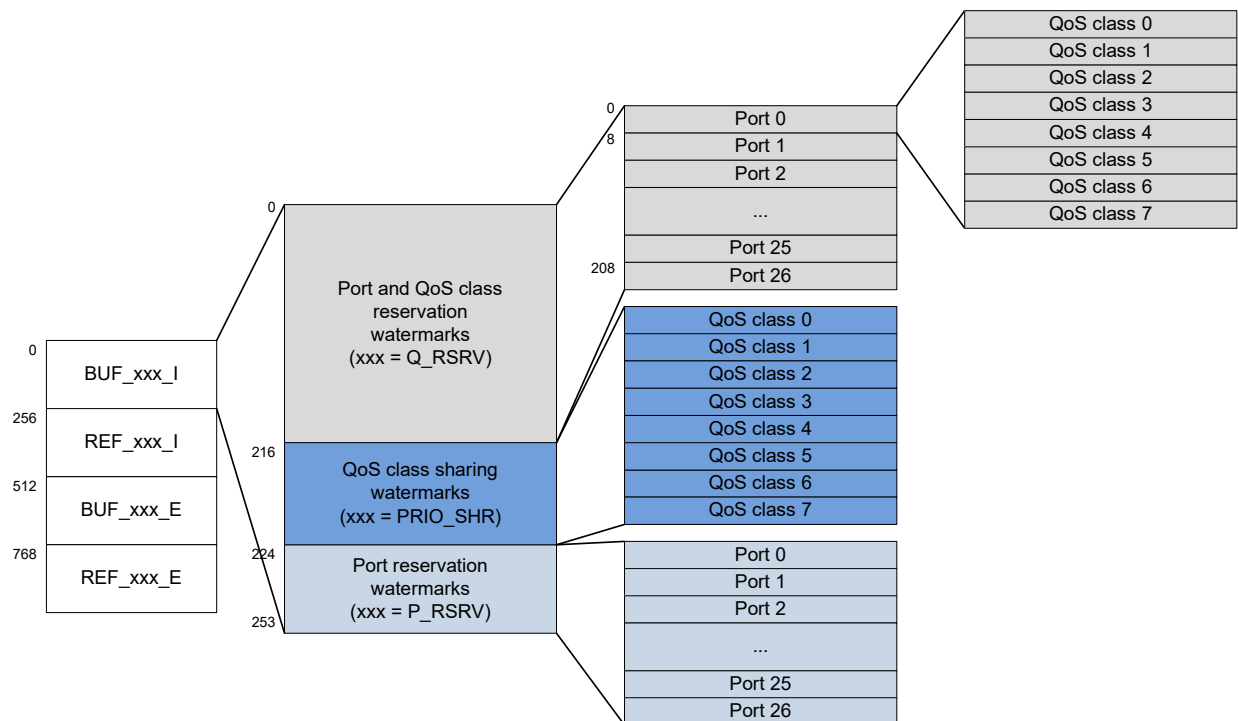 0
BUF_xxx_I
256
REF_xxx_I
512
BUF_xxx_E
768
REF_xxx_E
0
Port and QoS class
reservation
watermarks
(xxx = Q_RSRV)
216
QoS class sharing
watermarks
(xxx = PRIO_SHR)
224
Port reservation
watermarks
(xxx = P_RSRV)
253
0
Port 0
8
Port 1
Port 2
...
Port 25
208
Port 26
QoS class 0
QoS class 1
QoS class 2
QoS class 3
QoS class 4
QoS class 5
QoS class 6
QoS class 7
Port 0
Port 1
Port 2
...
Port 25
Port 26
QoS class 0
QoS class 1
QoS class 2
QoS class 3
QoS class 4
QoS class 5
QoS class 6
QoS class 7